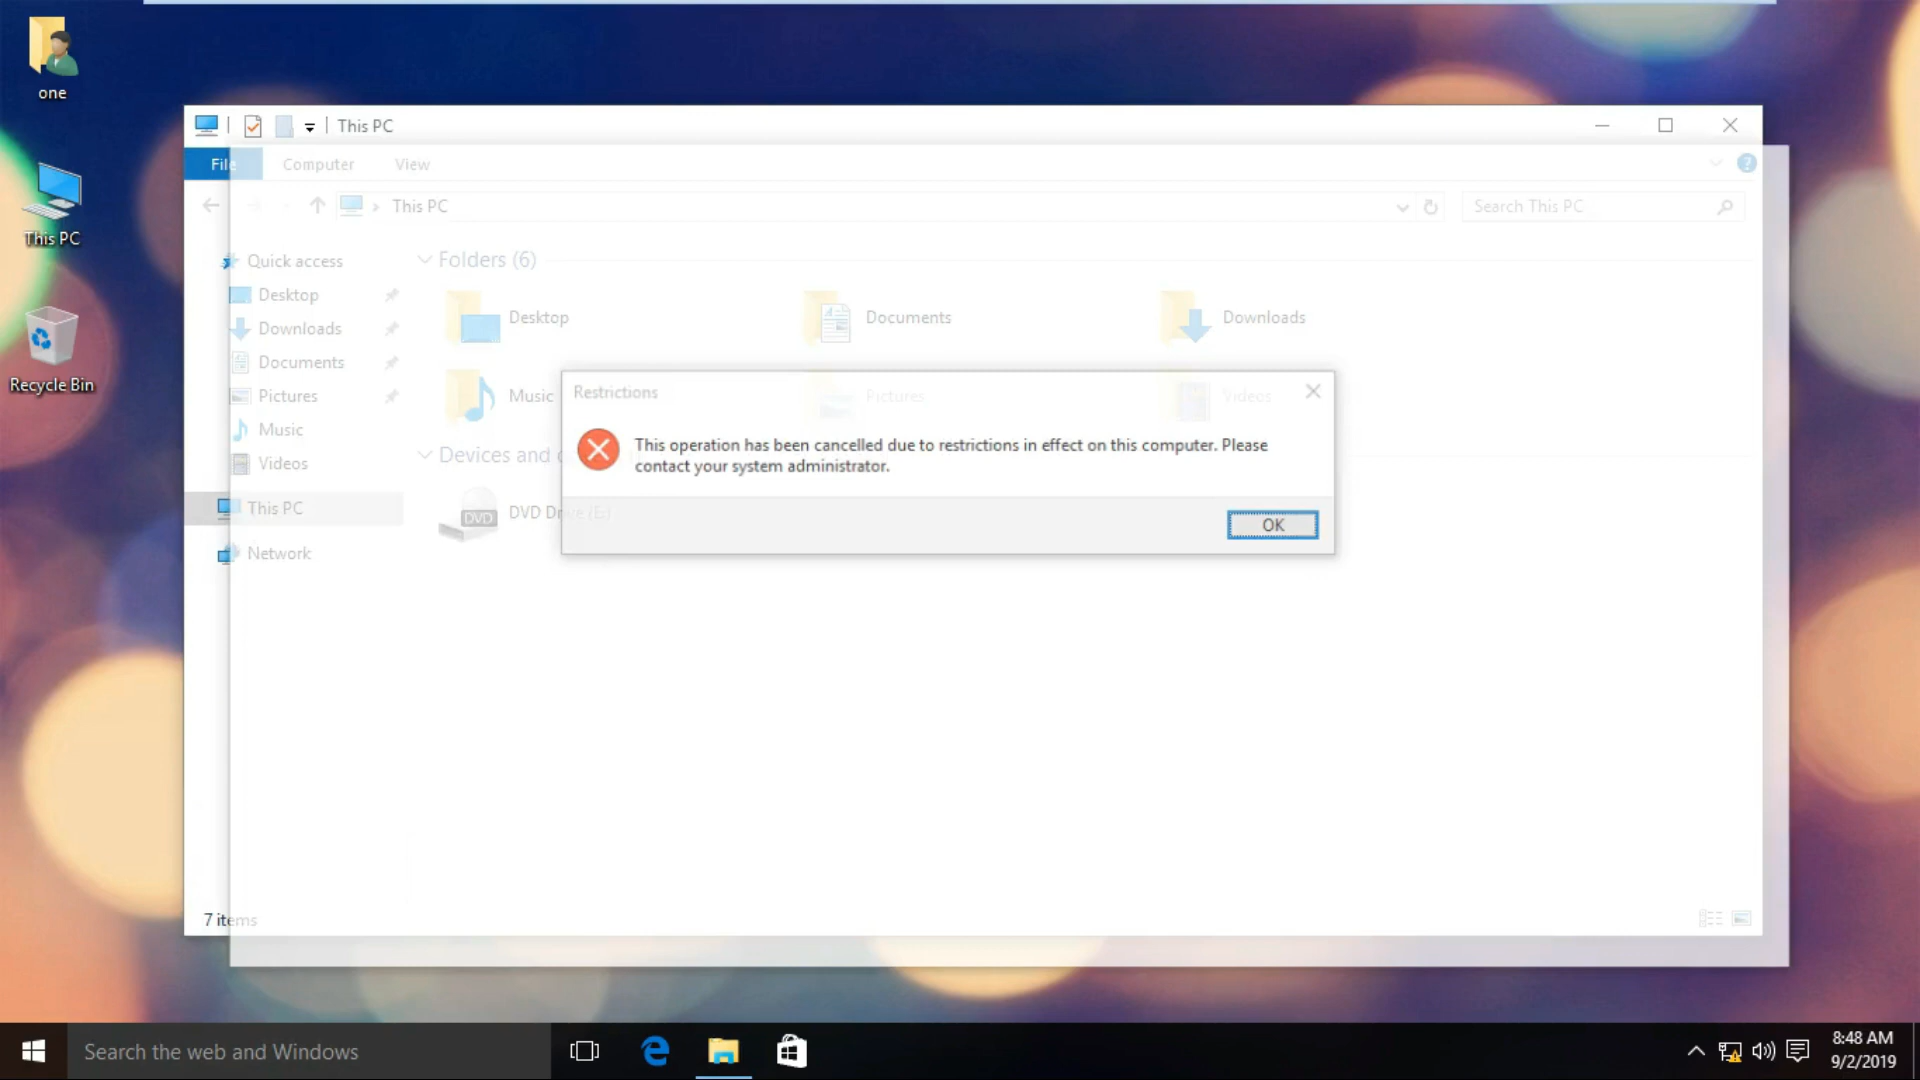 one
This PC
Recycle Bin
This PC
File
Computer
View
This PC
Search This PC
Quick access
Desktop
Downloads
Documents
Pictures
Music
Videos
This PC
Network
Folders (6)
Desktop
Documents
Downloads
Music
Pictures
Videos
Devices and
DVD
DVD Drive (E:)
Restrictions
This operation has been cancelled due to restrictions in effect on this computer. Please
contact your system administrator.
OK
7 items
Search the web and Windows
8:48 AM
9/2/2019